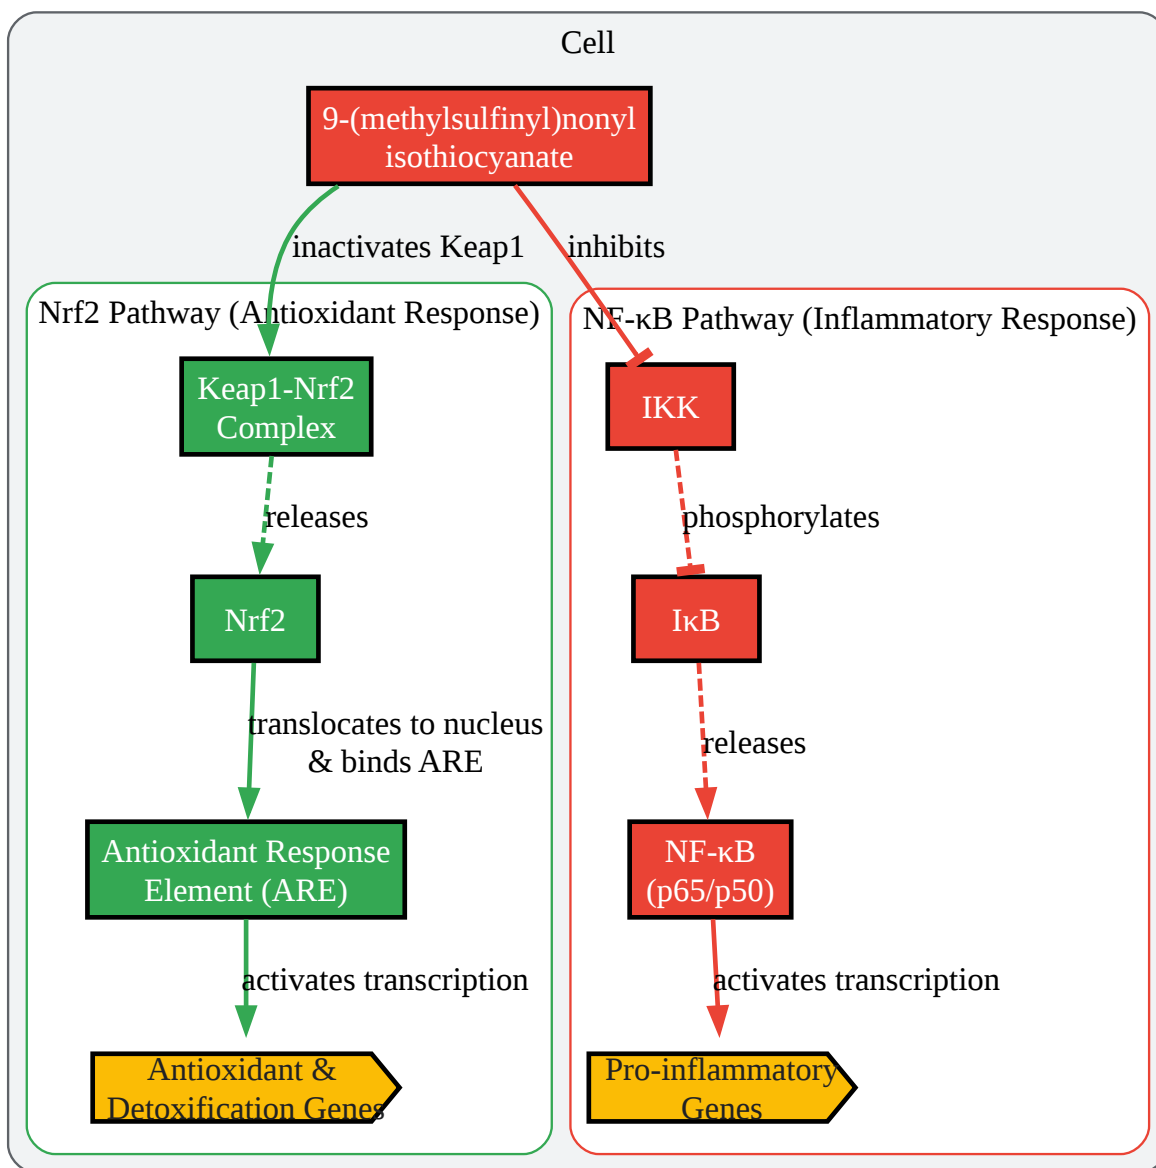 Cell
9-(methylsulfinyl)nonyl
isothiocyanate
inactivates Keap1
inhibits
Nrf2 Pathway (Antioxidant Response)
Keap1-Nrf2
Complex
releases
Nrf2
translocates to nucleus
& binds ARE
Antioxidant Response
Element (ARE)
activates transcription
Antioxidant &
Detoxification Genes
NF-κB Pathway (Inflammatory Response)
IKK
phosphorylates
IκB
releases
NF-κB
(p65/p50)
activates transcription
Pro-inflammatory
Genes